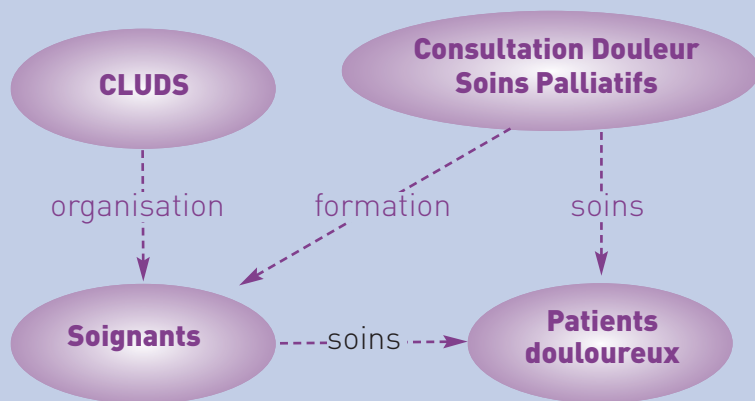 CLUDS
Consultation Douleur
Soins Palliatifs
organisation
formation
soins
Soignants
soins
Patients
douloureux